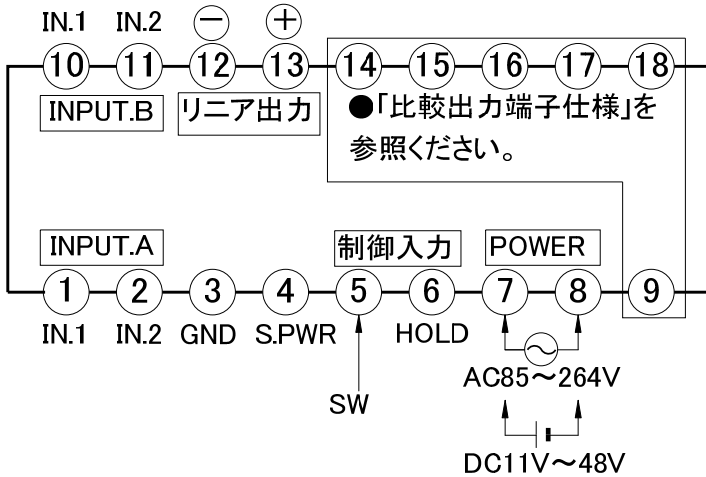 IN.1 IN.2 − +
10 11 12 13 14 15 16 17 18
INPUT.B リニア出力 ●「比較出力端子仕様」を
参照ください。
INPUT.A 制御入力 POWER
1 2 3 4 5 6 7 8 9
IN.1 IN.2 GND S.PWR HOLD
AC85～264V
SW
DC11V～48V